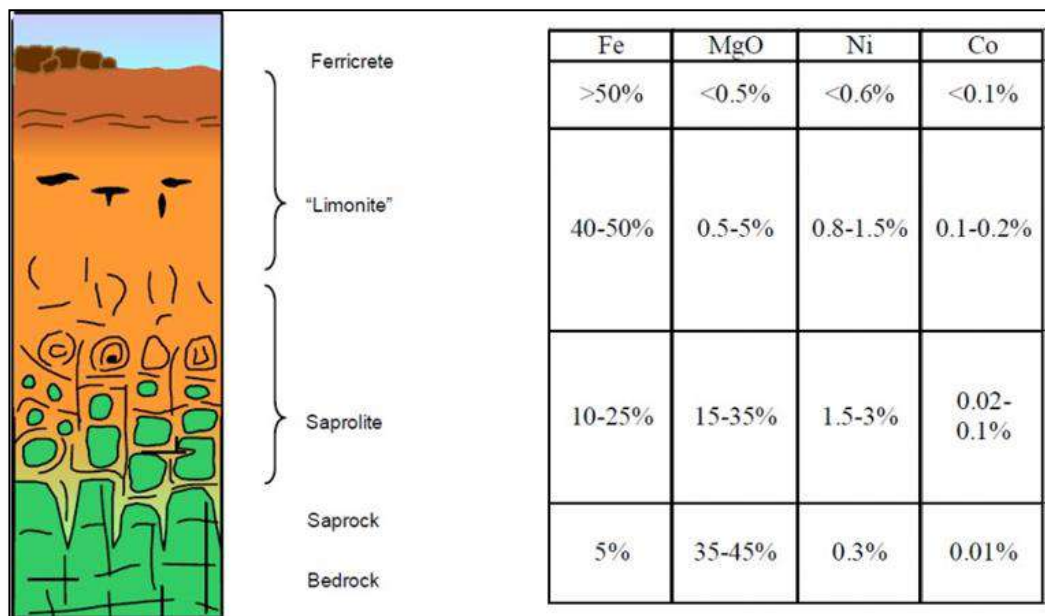 Ferricrete
“Limonite”
Saprolite
Saprock
Bedrock
Fe MgO Ni Co
>50% <0.5% <0.6% <0.1%
40-50% 0.5-5% 0.8-1.5% 0.1-0.2%
10-25% 15-35% 1.5-3% 0.02-
0.1%
5% 35-45% 0.3% 0.01%